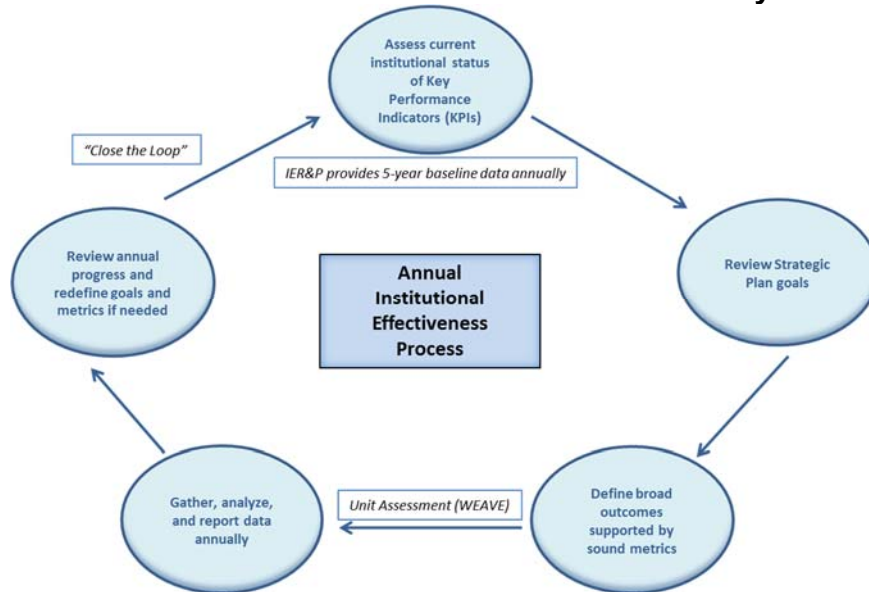 Assess current
institutional status
of Key
Performance
Indicators (KPIs)
"Close the Loop"
IER&P provides 5-year baseline data annually
Review annual
progress and
redefine goals and
metrics if needed
Annual
Institutional
Effectiveness
Process
Review Strategic
Plan goals
Gather, analyze,
and report data
annually
Unit Assessment (WEAVE)
Define broad
outcomes
supported by
sound metrics